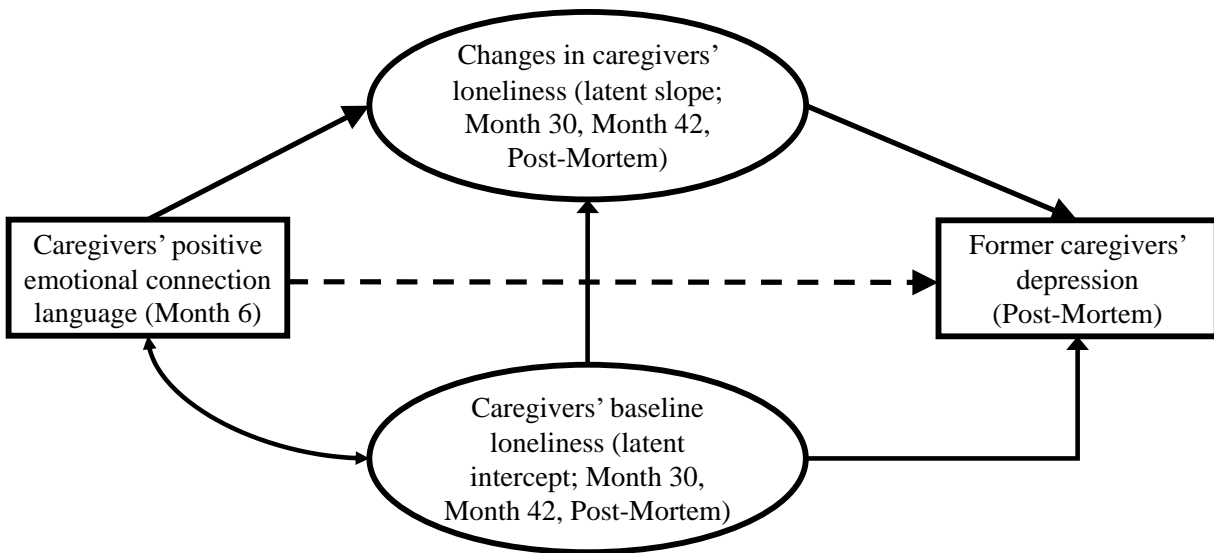 Changes in caregivers’
loneliness (latent slope;
Month 30, Month 42,
Post-Mortem)
Caregivers’ positive
emotional connection
language (Month 6)
Former caregivers’
depression
(Post-Mortem)
Caregivers’ baseline
loneliness (latent
intercept; Month 30,
Month 42, Post-Mortem)